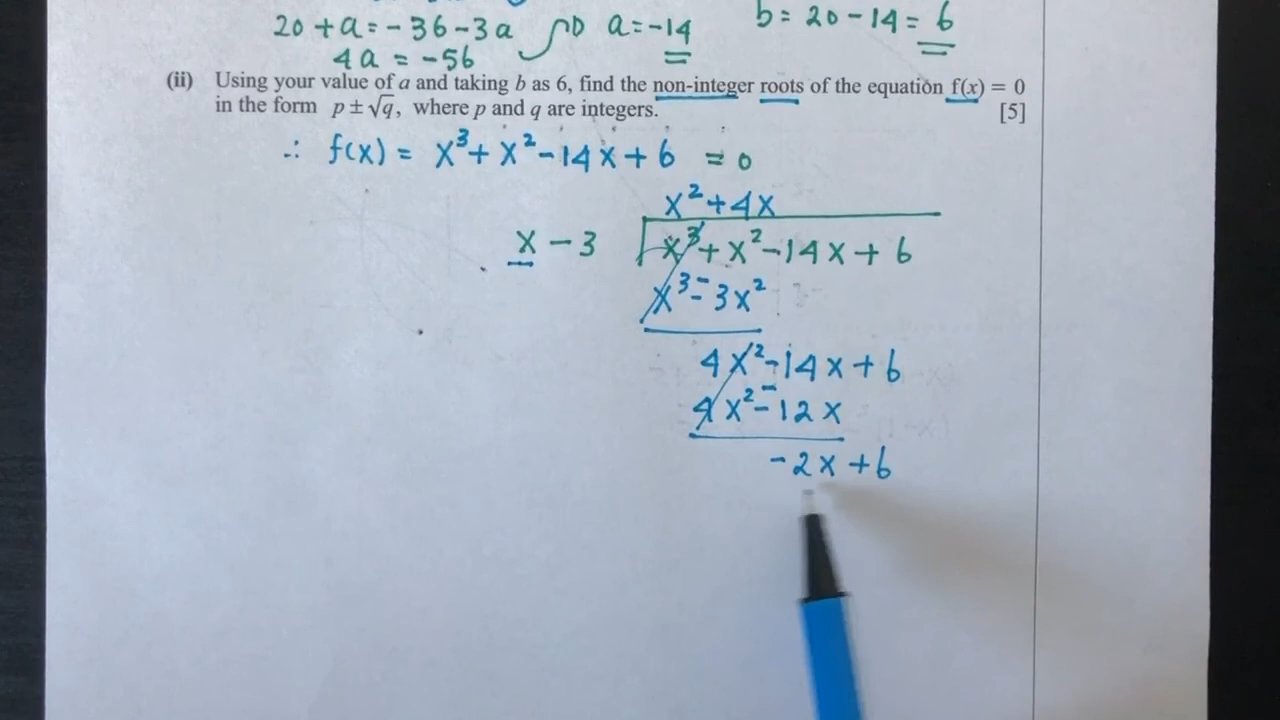 20 + a = - 36 - 3a a = -14 b = 20 - 14 = 6
4a = -56
(ii) Using your value of a and taking b as 6, find the non-integer roots of the equation f(x) = 0
in the form p ± √q, where p and q are integers. [5]
∴ f(x) = x³ + x² - 14x + 6 = 0
x² + 4x
x - 3 x³ + x² - 14x + 6
x³ - 3x²
4x² - 14x + 6
4x² - 12x
-2x + 6